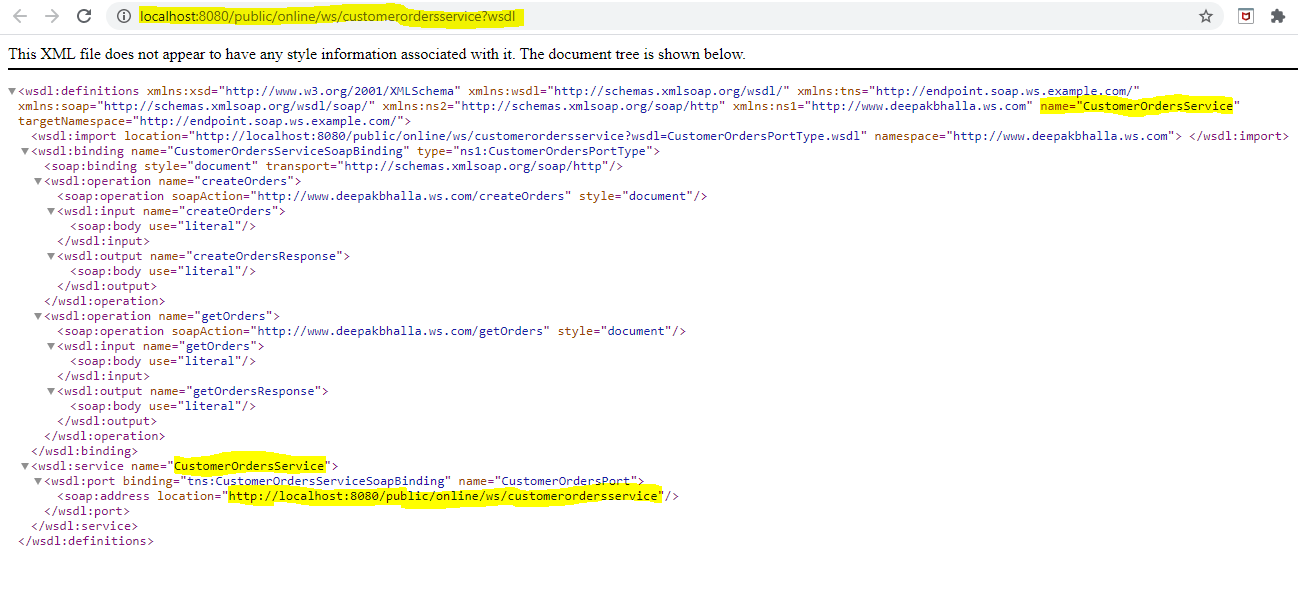 localhost:8080/public/online/ws/customerordersservice?wsdl
This XML file does not appear to have any style information associated with it. The document tree is shown below.
▼<wsdl:definitions xmlns:xsd="http://www.w3.org/2001/XMLSchema" xmlns:wsdl="http://schemas.xmlsoap.org/wsdl/" xmlns:tns="http://endpoint.soap.ws.example.com/"
xmlns:soap="http://schemas.xmlsoap.org/wsdl/soap/" xmlns:ns2="http://schemas.xmlsoap.org/soap/http" xmlns:ns1="http://www.deepakbhalla.ws.com" name="CustomerOrdersService"
targetNamespace="http://endpoint.soap.ws.example.com/">
<wsdl:import location="http://localhost:8080/public/online/ws/customerordersservice?wsdl=CustomerOrdersPortType.wsdl" namespace="http://www.deepakbhalla.ws.com"> </wsdl:import>
▼<wsdl:binding name="CustomerOrdersServiceSoapBinding" type="ns1:CustomerOrdersPortType">
<soap:binding style="document" transport="http://schemas.xmlsoap.org/soap/http"/>
▼<wsdl:operation name="createOrders">
<soap:operation soapAction="http://www.deepakbhalla.ws.com/createOrders" style="document"/>
▼<wsdl:input name="createOrders">
<soap:body use="literal"/>
</wsdl:input>
▼<wsdl:output name="createOrdersResponse">
<soap:body use="literal"/>
</wsdl:output>
</wsdl:operation>
▼<wsdl:operation name="getOrders">
<soap:operation soapAction="http://www.deepakbhalla.ws.com/getOrders" style="document"/>
▼<wsdl:input name="getOrders">
<soap:body use="literal"/>
</wsdl:input>
▼<wsdl:output name="getOrdersResponse">
<soap:body use="literal"/>
</wsdl:output>
</wsdl:operation>
</wsdl:binding>
▼<wsdl:service name="CustomerOrdersService">
▼<wsdl:port binding="tns:CustomerOrdersServiceSoapBinding" name="CustomerOrdersPort">
<soap:address location="http://localhost:8080/public/online/ws/customerordersservice"/>
</wsdl:port>
</wsdl:service>
</wsdl:definitions>